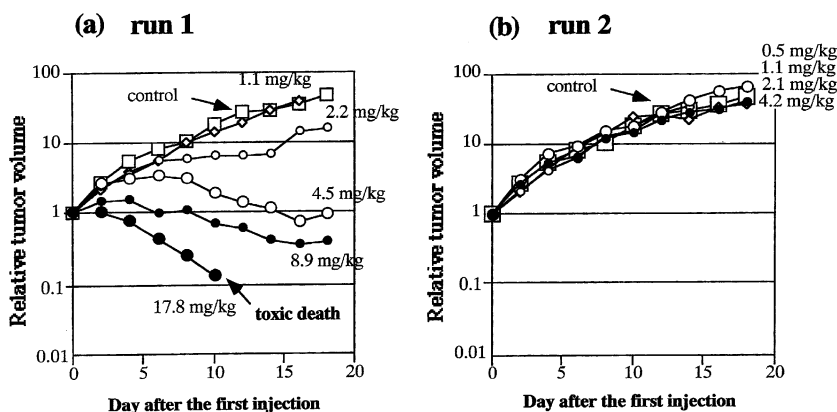 (a) run 1
100
10
1
0.1
0.01
Relative tumor volume
control
1.1 mg/kg
2.2 mg/kg
4.5 mg/kg
8.9 mg/kg
17.8 mg/kg
toxic death
0 5 10 15 20
Day after the first injection
(b) run 2
100
10
1
0.1
0.01
Relative tumor volume
control
0.5 mg/kg
1.1 mg/kg
2.1 mg/kg
4.2 mg/kg
0 5 10 15 20
Day after the first injection